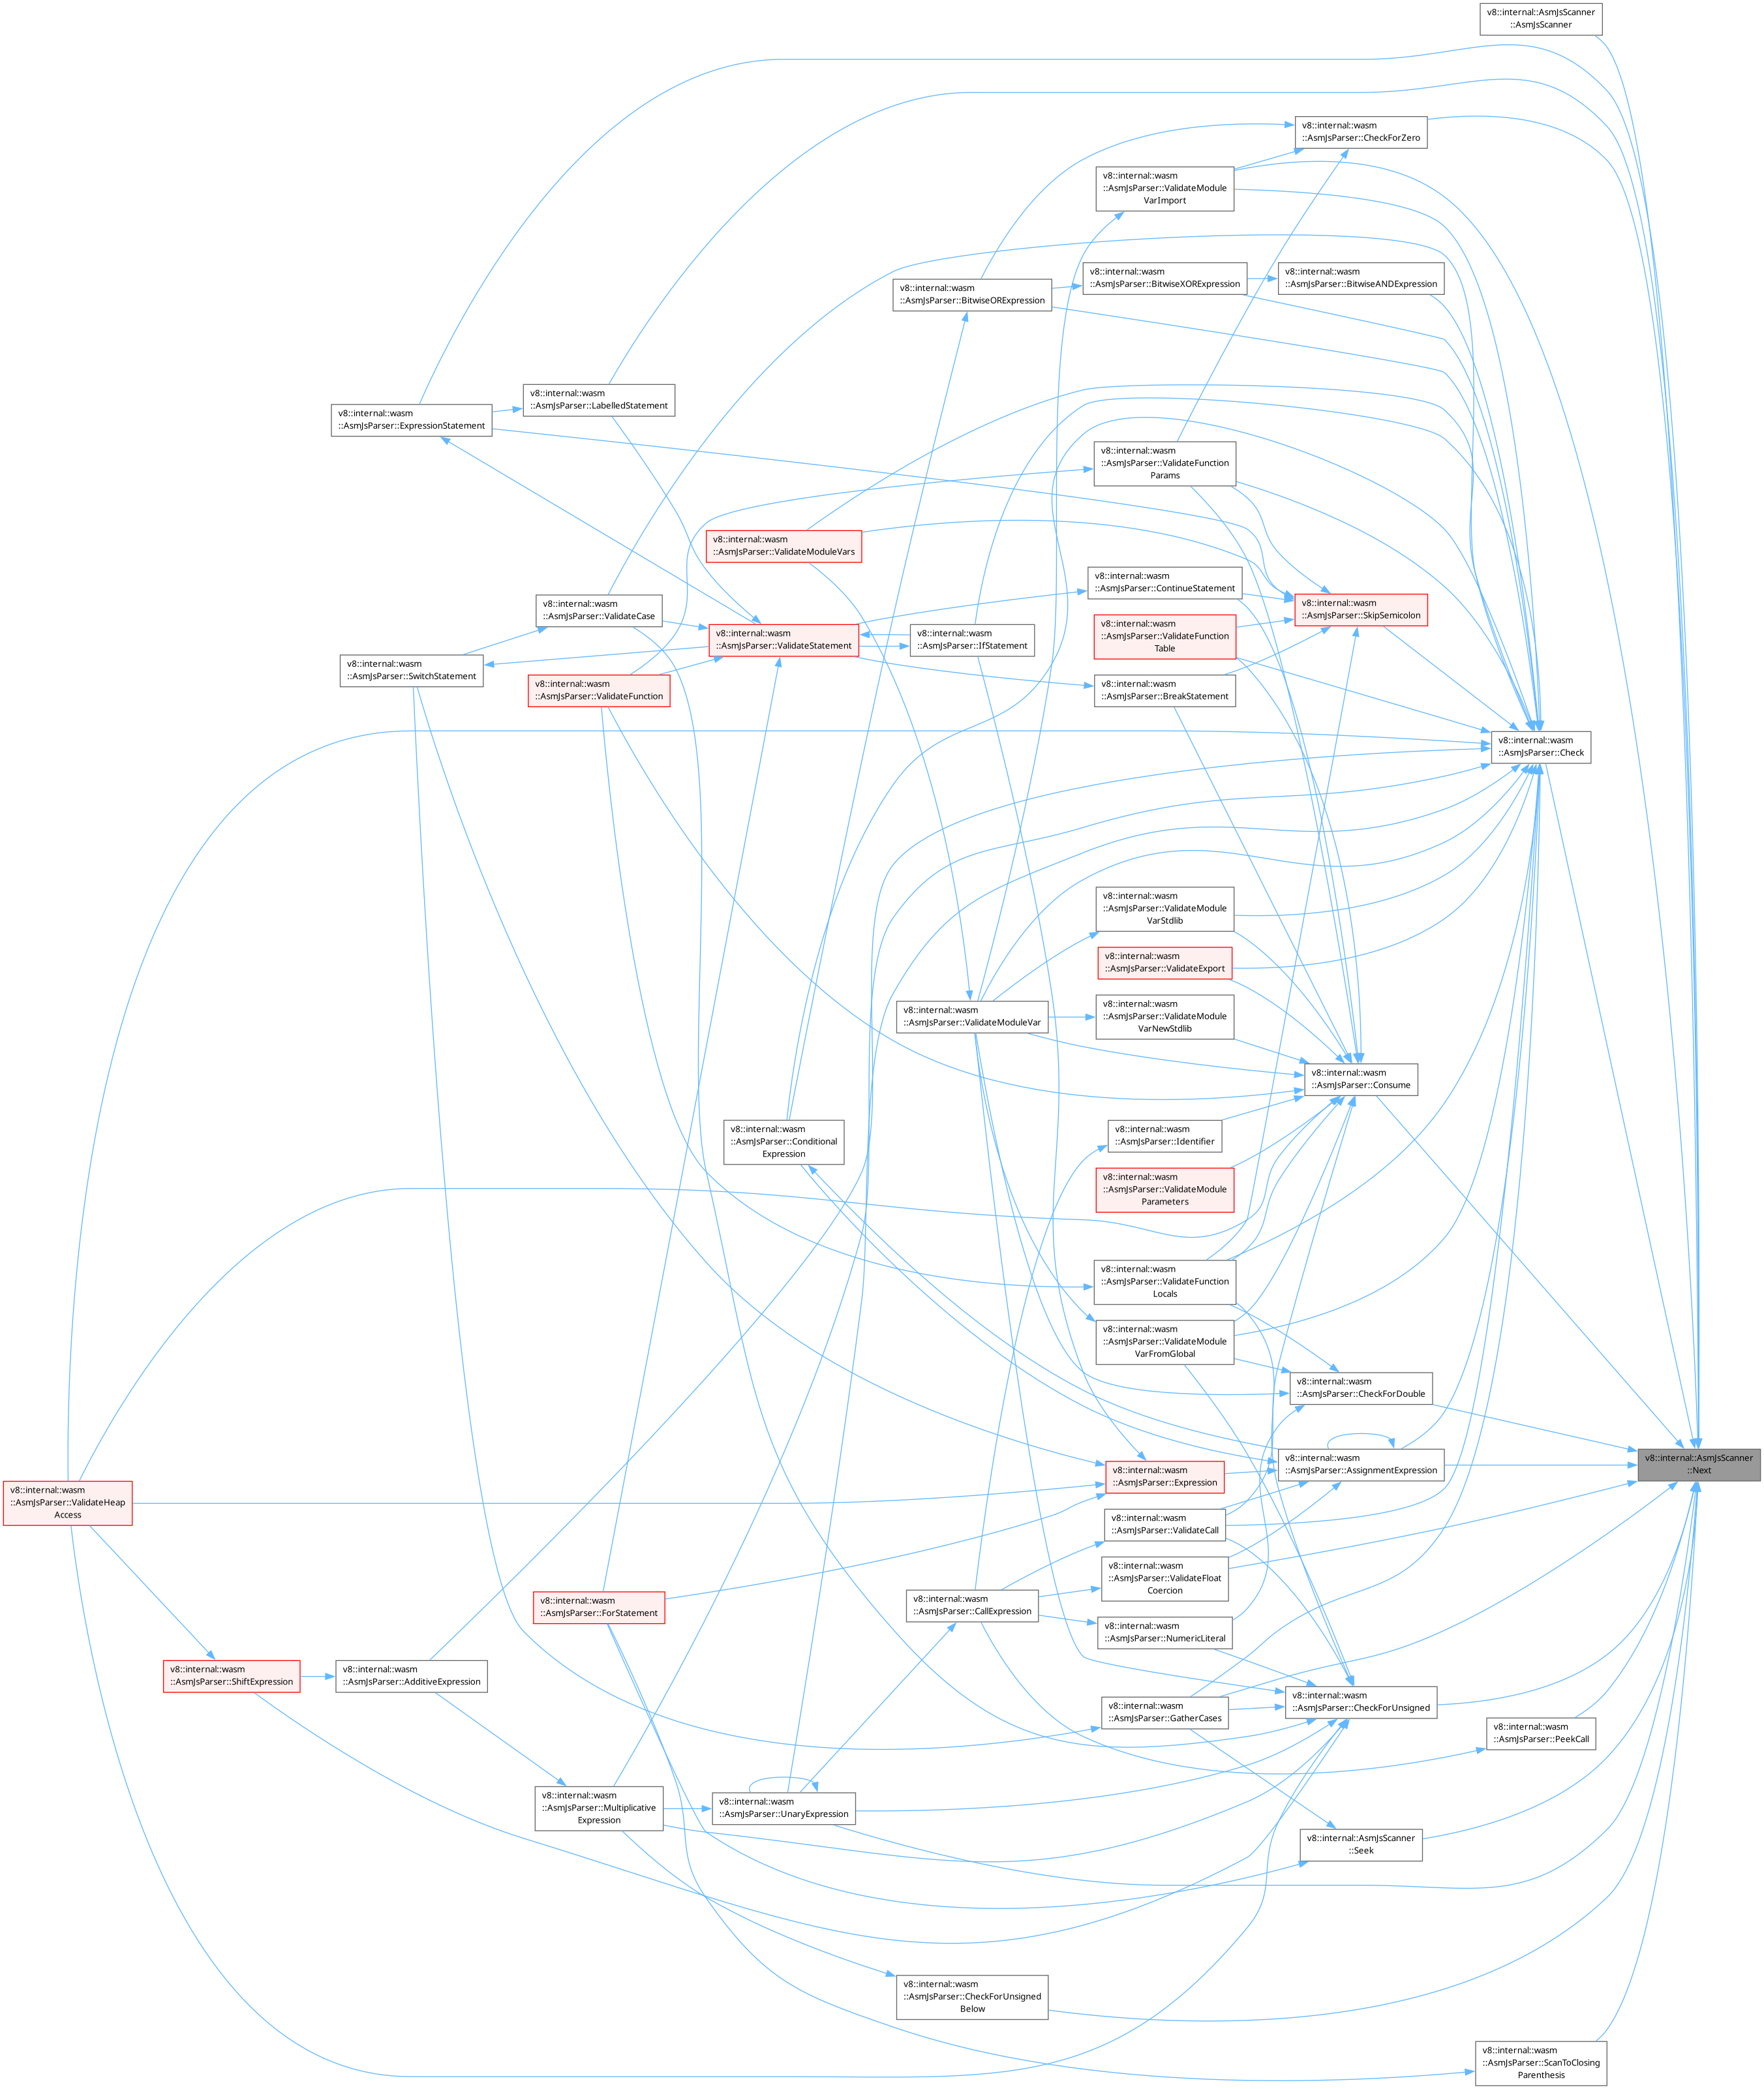 v8::internal::AsmJsScanner
::AsmJsScanner
v8::internal::wasm
::AsmJsParser::CheckForZero
v8::internal::wasm
::AsmJsParser::ValidateModule
VarImport
v8::internal::wasm
::AsmJsParser::BitwiseXORExpression
v8::internal::wasm
::AsmJsParser::BitwiseANDExpression
v8::internal::wasm
::AsmJsParser::BitwiseORExpression
v8::internal::wasm
::AsmJsParser::LabelledStatement
v8::internal::wasm
::AsmJsParser::ExpressionStatement
v8::internal::wasm
::AsmJsParser::ValidateFunction
Params
v8::internal::wasm
::AsmJsParser::ValidateModuleVars
v8::internal::wasm
::AsmJsParser::ContinueStatement
v8::internal::wasm
::AsmJsParser::SkipSemicolon
v8::internal::wasm
::AsmJsParser::ValidateCase
v8::internal::wasm
::AsmJsParser::ValidateFunction
Table
v8::internal::wasm
::AsmJsParser::ValidateStatement
v8::internal::wasm
::AsmJsParser::IfStatement
v8::internal::wasm
::AsmJsParser::SwitchStatement
v8::internal::wasm
::AsmJsParser::ValidateFunction
v8::internal::wasm
::AsmJsParser::BreakStatement
v8::internal::wasm
::AsmJsParser::Check
v8::internal::wasm
::AsmJsParser::ValidateModule
VarStdlib
v8::internal::wasm
::AsmJsParser::ValidateExport
v8::internal::wasm
::AsmJsParser::ValidateModuleVar
v8::internal::wasm
::AsmJsParser::ValidateModule
VarNewStdlib
v8::internal::wasm
::AsmJsParser::Consume
v8::internal::wasm
::AsmJsParser::Conditional
Expression
v8::internal::wasm
::AsmJsParser::Identifier
v8::internal::wasm
::AsmJsParser::ValidateModule
Parameters
v8::internal::wasm
::AsmJsParser::ValidateFunction
Locals
v8::internal::wasm
::AsmJsParser::ValidateModule
VarFromGlobal
v8::internal::wasm
::AsmJsParser::CheckForDouble
v8::internal::wasm
::AsmJsParser::AssignmentExpression
v8::internal::AsmJsScanner
::Next
v8::internal::wasm
::AsmJsParser::Expression
v8::internal::wasm
::AsmJsParser::ValidateHeap
Access
v8::internal::wasm
::AsmJsParser::ValidateCall
v8::internal::wasm
::AsmJsParser::ValidateFloat
Coercion
v8::internal::wasm
::AsmJsParser::ForStatement
v8::internal::wasm
::AsmJsParser::CallExpression
v8::internal::wasm
::AsmJsParser::NumericLiteral
v8::internal::wasm
::AsmJsParser::ShiftExpression
v8::internal::wasm
::AsmJsParser::AdditiveExpression
v8::internal::wasm
::AsmJsParser::GatherCases
v8::internal::wasm
::AsmJsParser::CheckForUnsigned
v8::internal::wasm
::AsmJsParser::PeekCall
v8::internal::wasm
::AsmJsParser::Multiplicative
Expression
v8::internal::wasm
::AsmJsParser::UnaryExpression
v8::internal::AsmJsScanner
::Seek
v8::internal::wasm
::AsmJsParser::CheckForUnsigned
Below
v8::internal::wasm
::AsmJsParser::ScanToClosing
Parenthesis